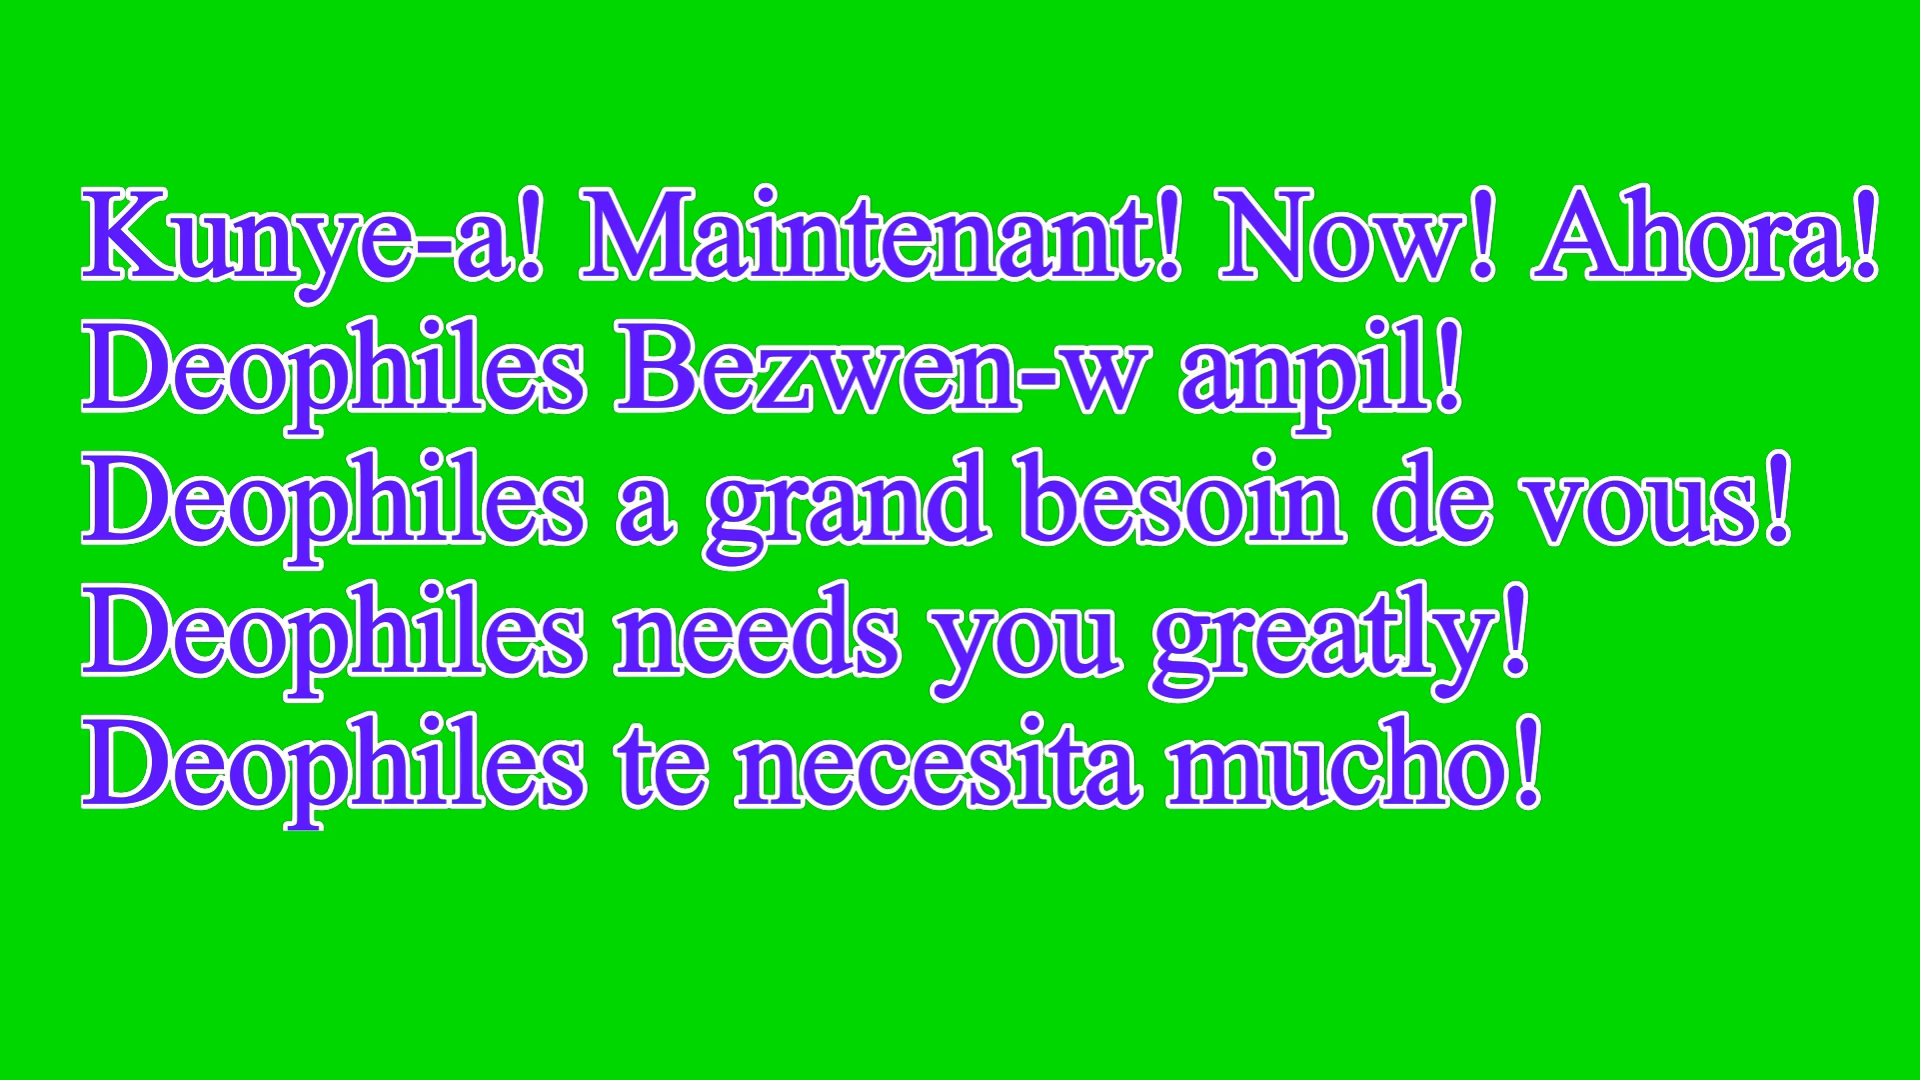 Kunye-a! Maintenant! Now! Ahora!
Deophiles Bezwen-w anpil!
Deophiles a grand besoin de vous!
Deophiles needs you greatly!
Deophiles te necesita mucho!